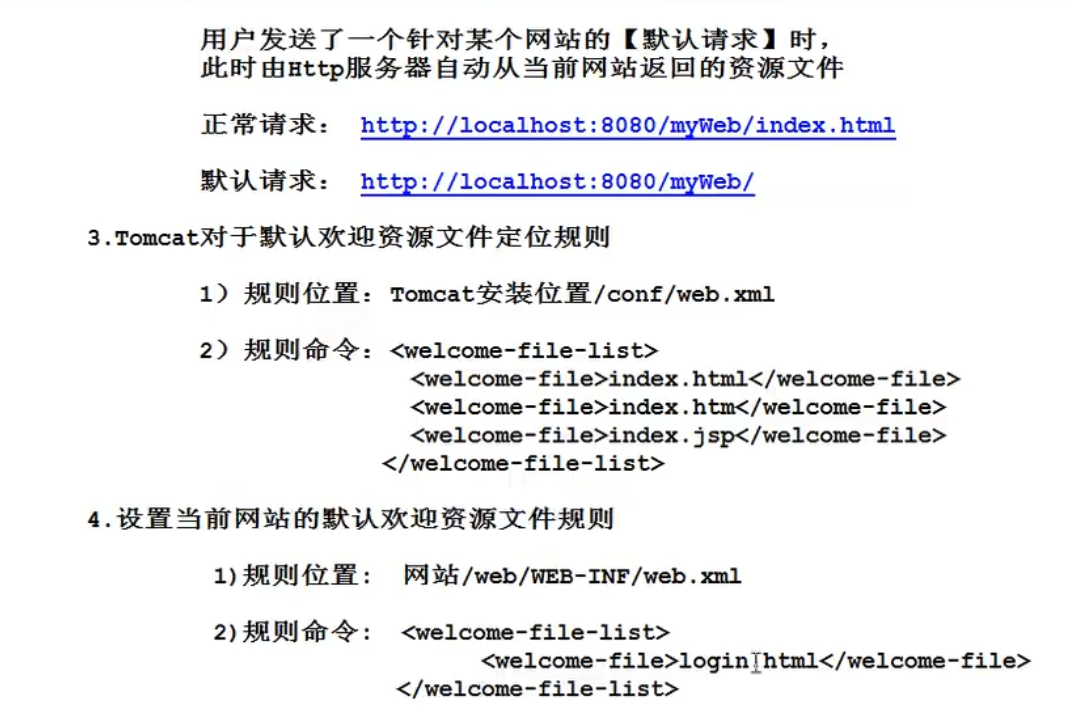 用户发送了一个针对某个网站的【默认请求】时，
此时由Http服务器自动从当前网站返回的资源文件
正常请求： http://localhost:8080/myWeb/index.html
默认请求： http://localhost:8080/myWeb/
3.Tomcat对于默认欢迎资源文件定位规则
1）规则位置：Tomcat安装位置/conf/web.xml
2）规则命令：<welcome-file-list>
<welcome-file>index.html</welcome-file>
<welcome-file>index.htm</welcome-file>
<welcome-file>index.jsp</welcome-file>
</welcome-file-list>
4.设置当前网站的默认欢迎资源文件规则
1)规则位置： 网站/web/WEB-INF/web.xml
2)规则命令： <welcome-file-list>
<welcome-file>login.html</welcome-file>
</welcome-file-list>